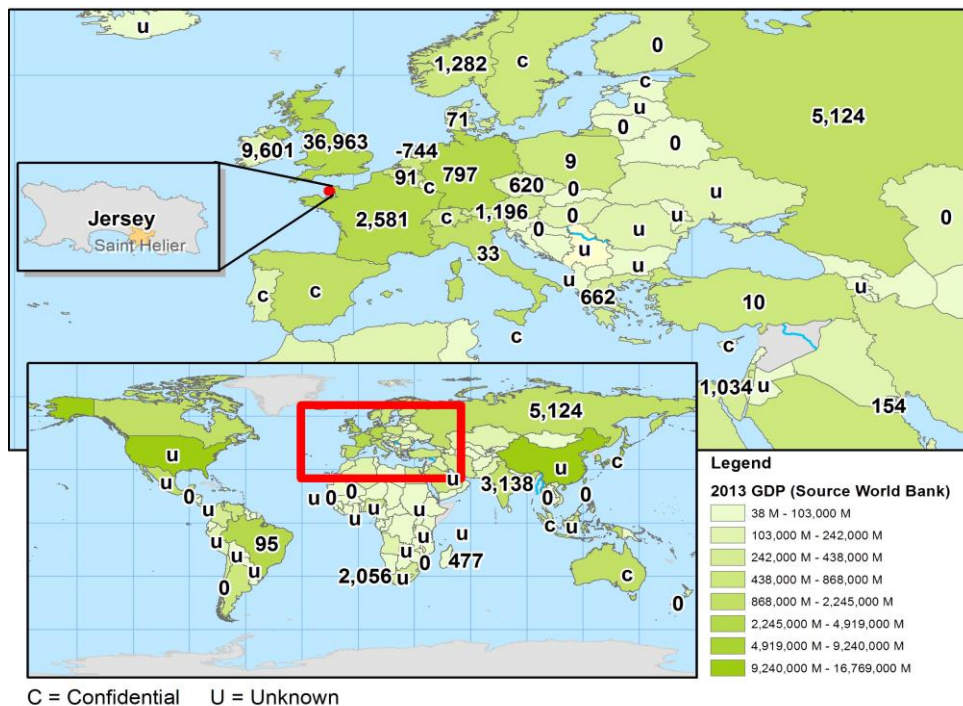 u
0
c
1,282
c
u
71
0
5,124
0
9,601
36,963
-744
797
9
91
c
620
0
u
Jersey
Saint Helier
2,581
c
1,196
0
0
u
0
33
u
u
c
c
u
662
10
u
c
c
1,034
u
154
5,124
u
c
u
u
0
u
0
0
u
3,138
u
0
0
u
u
u
u
c
u
u
95
u
u
u
2,056
u
0
477
c
0
u
0
Legend
2013 GDP (Source World Bank)
38 M - 103,000 M
103,000 M - 242,000 M
242,000 M - 438,000 M
438,000 M - 868,000 M
868,000 M - 2,245,000 M
2,245,000 M - 4,919,000 M
4,919,000 M - 9,240,000 M
9,240,000 M - 16,769,000 M
C = Confidential U = Unknown